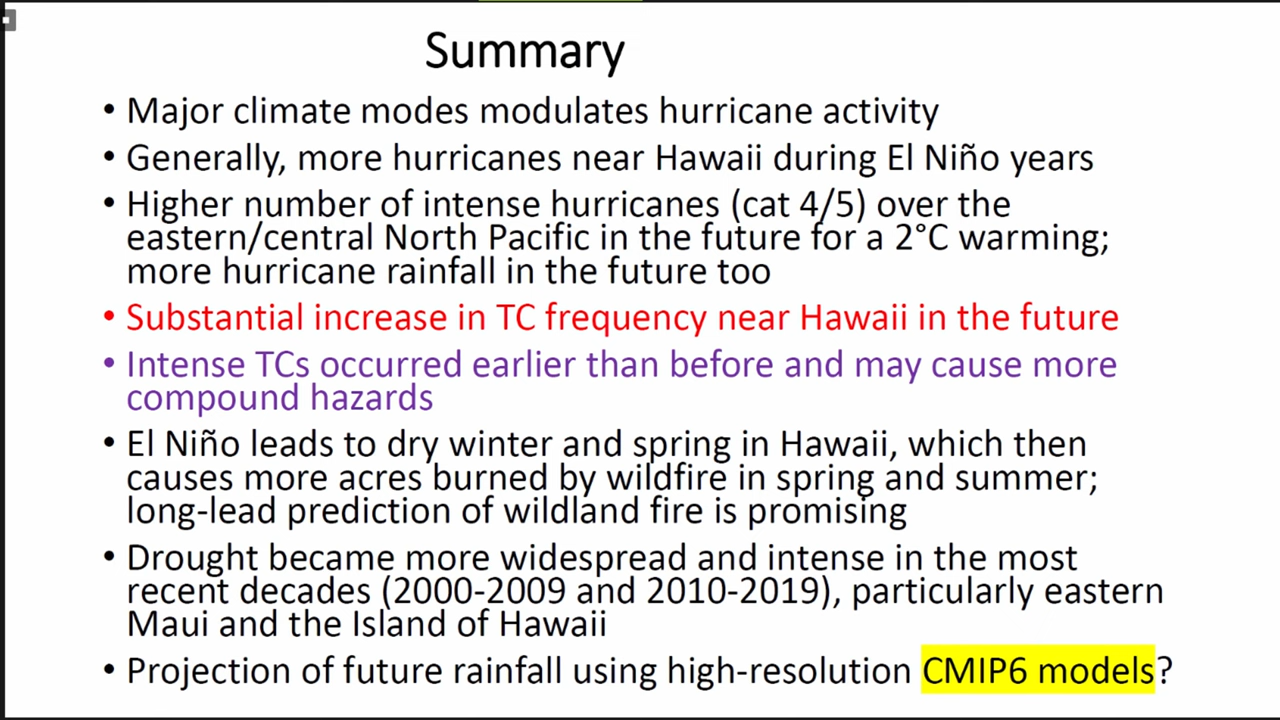 Summary
• Major climate modes modulates hurricane activity
• Generally, more hurricanes near Hawaii during El Niño years
• Higher number of intense hurricanes (cat 4/5) over the
eastern/central North Pacific in the future for a 2°C warming;
more hurricane rainfall in the future too
• Substantial increase in TC frequency near Hawaii in the future
• Intense TCs occurred earlier than before and may cause more
compound hazards
• El Niño leads to dry winter and spring in Hawaii, which then
causes more acres burned by wildfire in spring and summer;
long-lead prediction of wildland fire is promising
• Drought became more widespread and intense in the most
recent decades (2000-2009 and 2010-2019), particularly eastern
Maui and the Island of Hawaii
• Projection of future rainfall using high-resolution CMIP6 models?